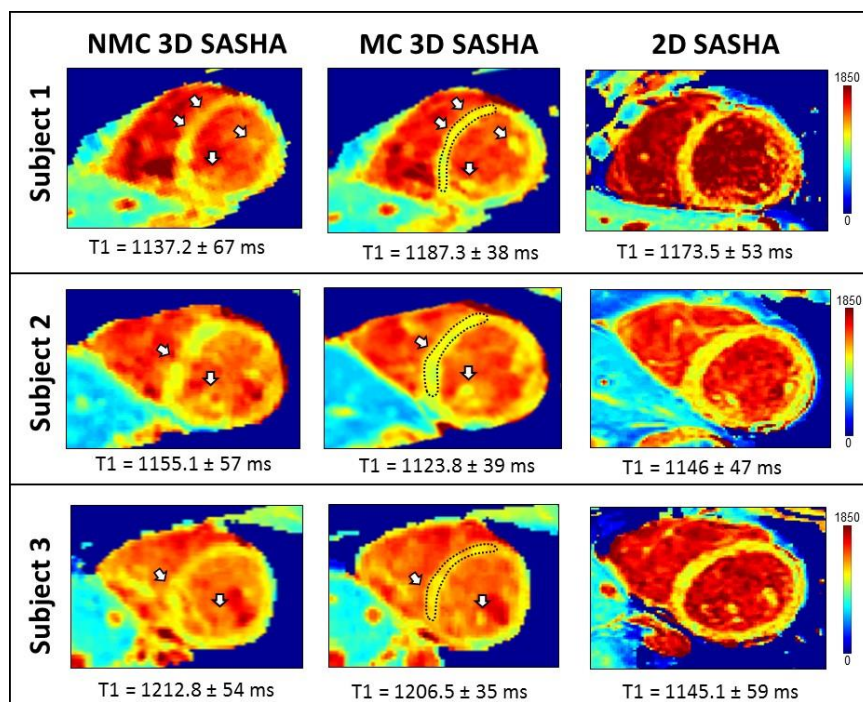 NMC 3D SASHA MC 3D SASHA 2D SASHA
Subject 1
1850
0
T1 = 1137.2 ± 67 ms T1 = 1187.3 ± 38 ms T1 = 1173.5 ± 53 ms
Subject 2
1850
0
T1 = 1155.1 ± 57 ms T1 = 1123.8 ± 39 ms T1 = 1146 ± 47 ms
Subject 3
1850
0
T1 = 1212.8 ± 54 ms T1 = 1206.5 ± 35 ms T1 = 1145.1 ± 59 ms